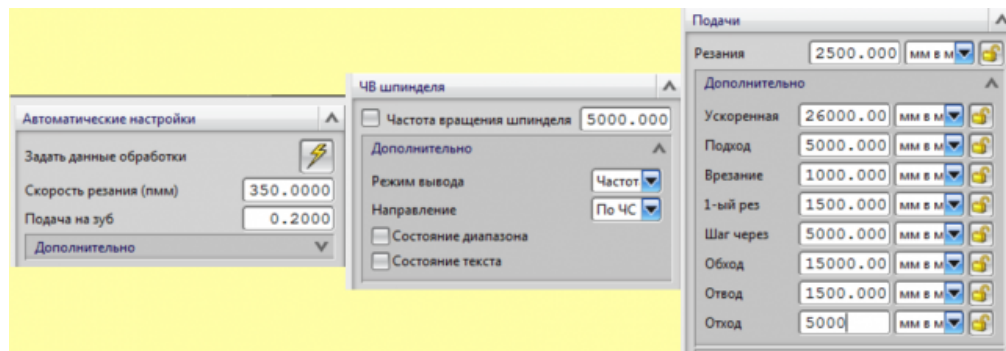 Автоматические настройки
Задать данные обработки
Скорость резания (пмм) 350.0000
Подача на зуб 0.2000
Дополнительно
ЧВ шпинделя
Частота вращения шпинделя 5000.000
Дополнительно
Режим вывода Частот
Направление По ЧС
Состояние диапазона
Состояние текста
Подачи
Резания 2500.000 мм в м
Дополнительно
Ускоренная 26000.00 мм в м
Подход 5000.000 мм в м
Врезание 1000.000 мм в м
1-ый рез 1500.000 мм в м
Шаг через 5000.000 мм в м
Обход 15000.00 мм в м
Отвод 1500.000 мм в м
Отход 5000 мм в м